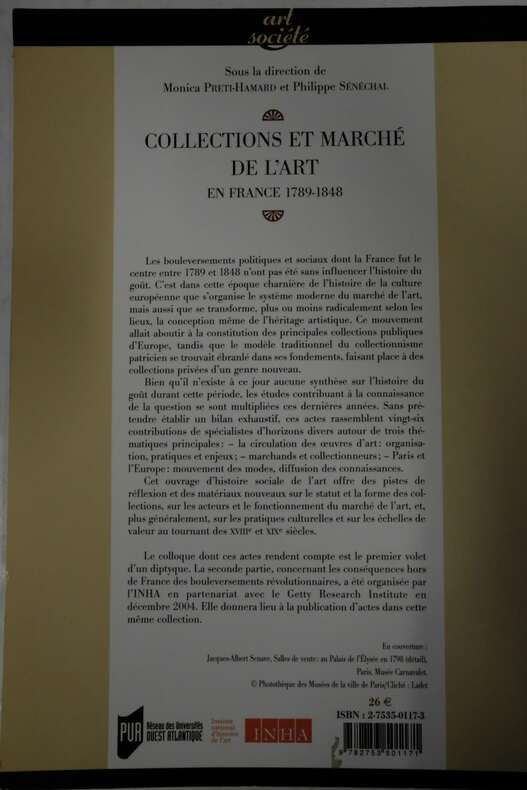 art
société
Sous la direction de
Monica PRETI-HAMARD et Philippe SÉNÉCHAL
COLLECTIONS ET MARCHÉ
DE L'ART
EN FRANCE 1789-1848
Les bouleversements politiques et sociaux dont la France fut le
centre entre 1789 et 1848 n'ont pas été sans influencer l'histoire du
goût. C'est dans cette époque charnière de l'histoire de la culture
européenne que s'organise le système moderne du marché de l'art,
mais aussi que se transforme, plus ou moins radicalement selon les
lieux, la conception même de l'héritage artistique. Ce mouvement
allait aboutir à la constitution des principales collections publiques
d'Europe, tandis que le modèle traditionnel du collectionnisme
patricien se trouvait ébranlé dans ses fondements, faisant place à des
collections privées d'un genre nouveau.
Bien qu'il n'existe à ce jour aucune synthèse sur l'histoire du
goût durant cette période, les études contribuant à la connaissance
de la question se sont multipliées ces dernières années. Sans pré-
tendre établir un bilan exhaustif, ces actes rassemblent vingt-six
contributions de spécialistes d'horizons divers autour de trois thé-
matiques principales : – la circulation des œuvres d'art : organisa-
tion, pratiques et enjeux ; – marchands et collectionneurs ; – Paris et
l'Europe : mouvement des modes, diffusion des connaissances.
Cet ouvrage d'histoire sociale de l'art offre des pistes de
réflexion et des matériaux nouveaux sur le statut et la forme des col-
lections, sur les acteurs et le fonctionnement du marché de l'art, et,
plus généralement, sur les pratiques culturelles et sur les échelles de
valeur au tournant des XVIIIe et XIXe siècles.
Le colloque dont ces actes rendent compte est le premier volet
d'un diptyque. La seconde partie, concernant les conséquences hors
de France des bouleversements révolutionnaires, a été organisée par
l'INHA en partenariat avec le Getty Research Institute en
décembre 2004. Elle donnera lieu à la publication d'actes dans cette
même collection.
En couverture :
Jacques-Albert Senave, Salles de vente : au Palais de l'Élysée en 1798 (détail),
Paris, Musée Carnavalet.
© Photothèque des Musées de la ville de Paris/Cliché : Ladet
26 €
ISBN : 2-7535-0117-3
PUR
Réseau des Universités
OUEST ATLANTIQUE
Institut
national
d'histoire
de l'art
INHA
9 782753 501171